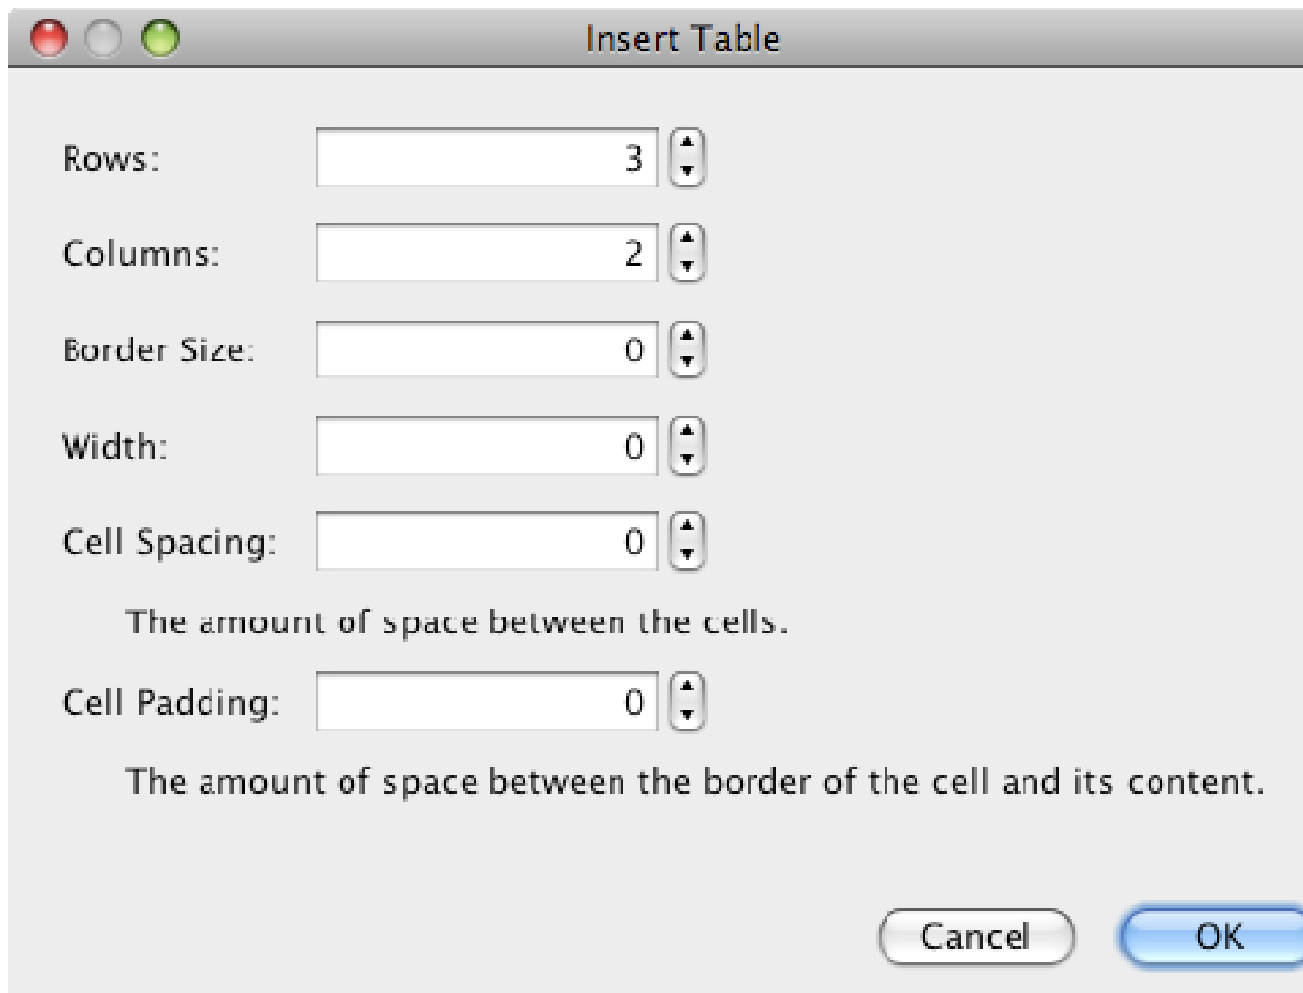 Insert Table
Rows: 3
Columns: 2
Border Size: 0
Width: 0
Cell Spacing: 0
The amount of space between the cells.
Cell Padding: 0
The amount of space between the border of the cell and its content.
Cancel OK